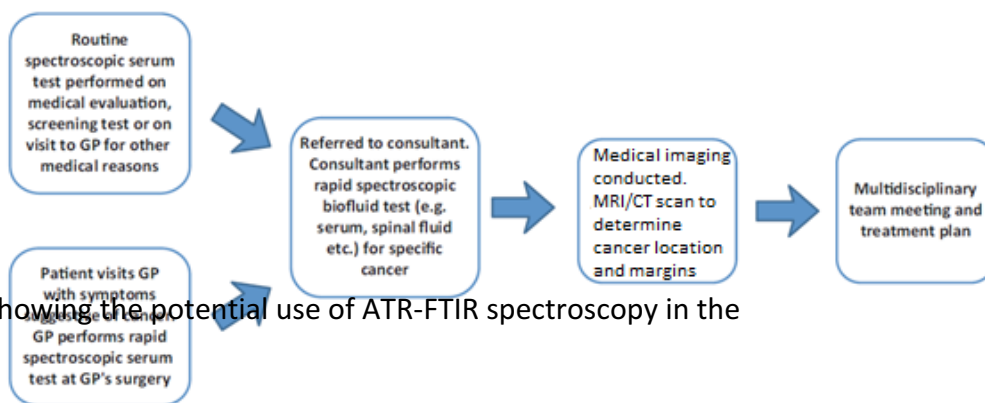 Routine
spectroscopic serum
test performed on
medical evaluation,
screening test or on
visit to GP for other
medical reasons
Patient visits GP
with symptoms
suggestive of cancer.
GP performs rapid
spectroscopic serum
test at GP's surgery
Referred to consultant.
Consultant performs
rapid spectroscopic
biofluid test (e.g.
serum, spinal fluid
etc.) for specific
cancer
Medical imaging
conducted.
MRI/CT scan to
determine
cancer location
and margins
Multidisciplinary
team meeting and
treatment plan
howing the potential use of ATR-FTIR spectroscopy in the